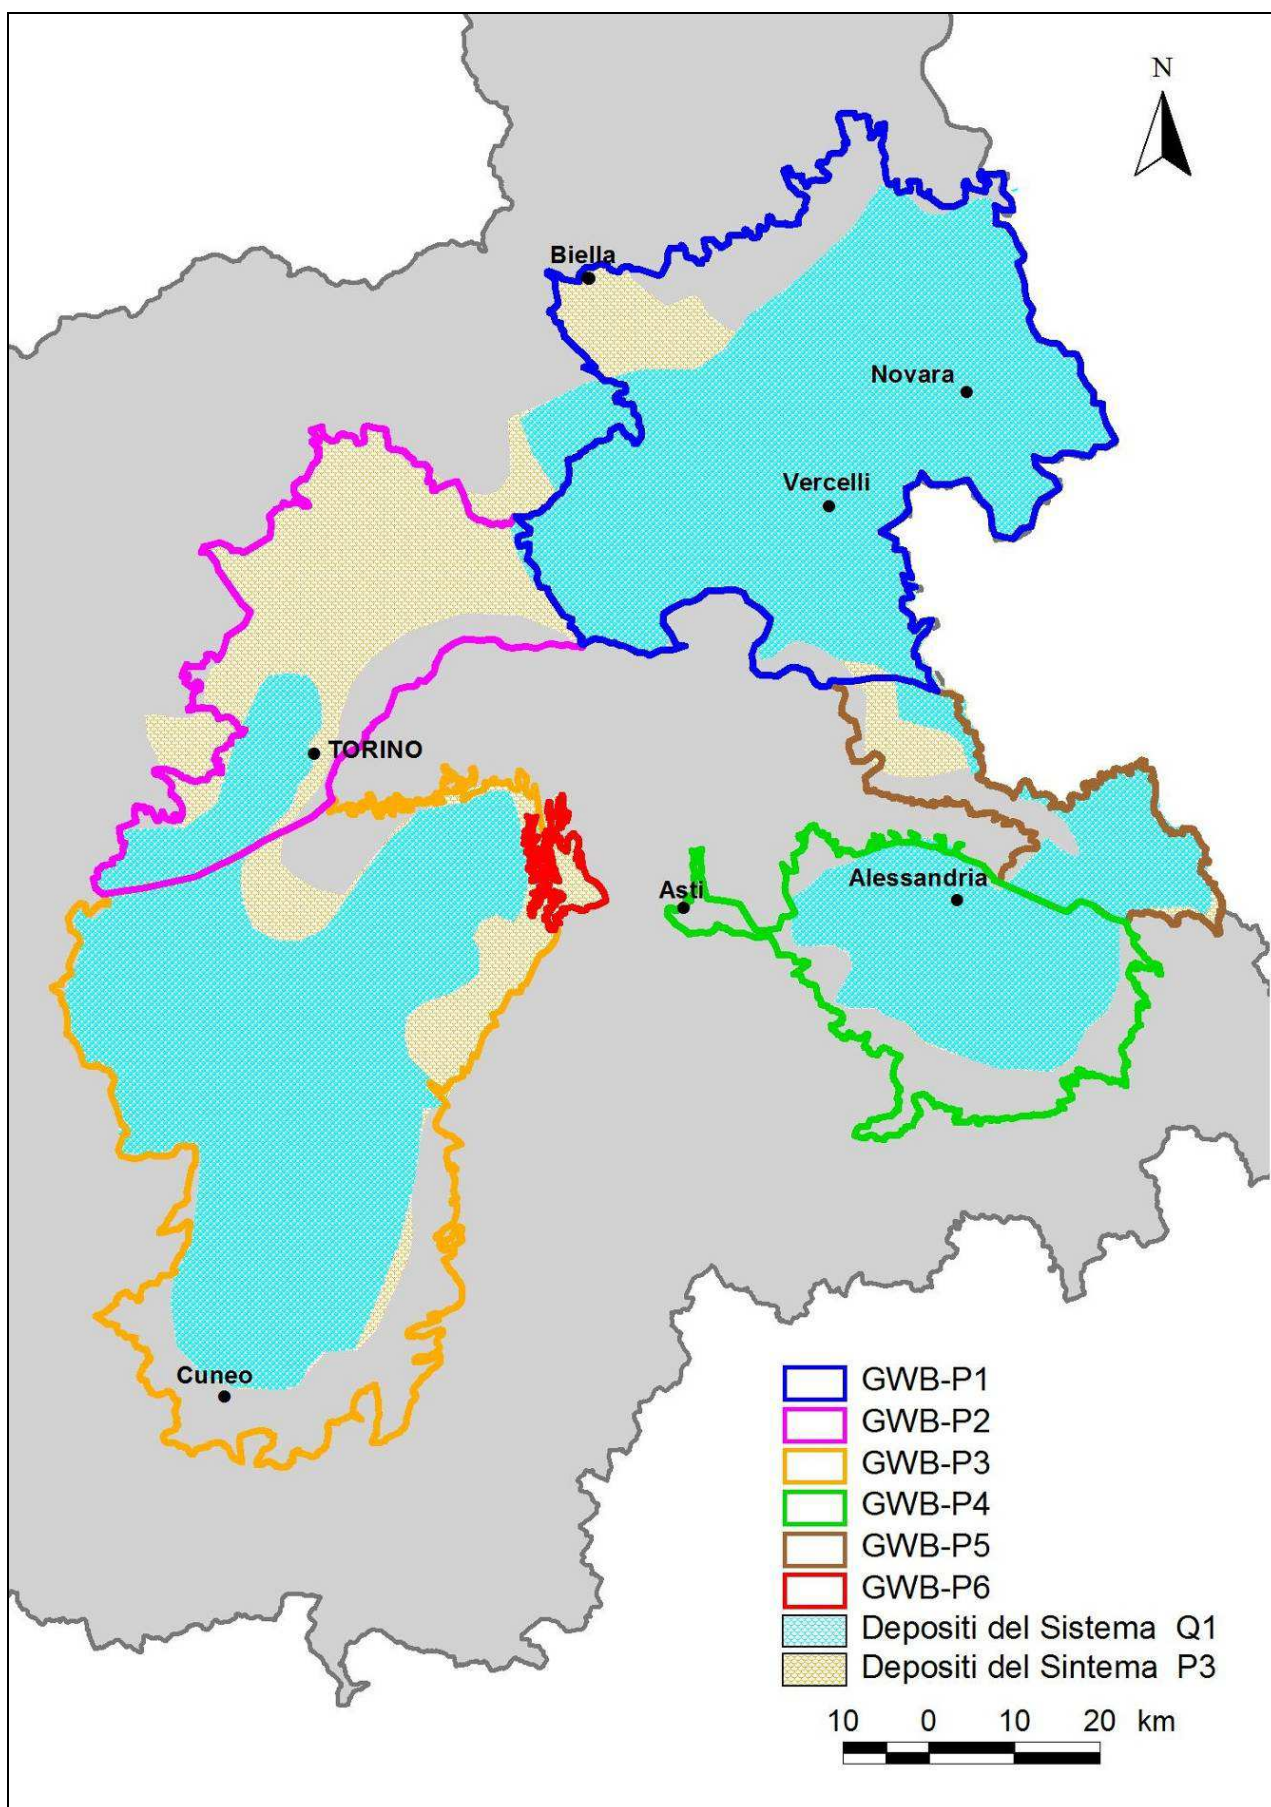 N
Biella
Novara
Vercelli
TORINO
Asti
Alessandria
Cuneo
GWB-P1
GWB-P2
GWB-P3
GWB-P4
GWB-P5
GWB-P6
Depositi del Sistema Q1
Depositi del Sintema P3
10 0 10 20 km